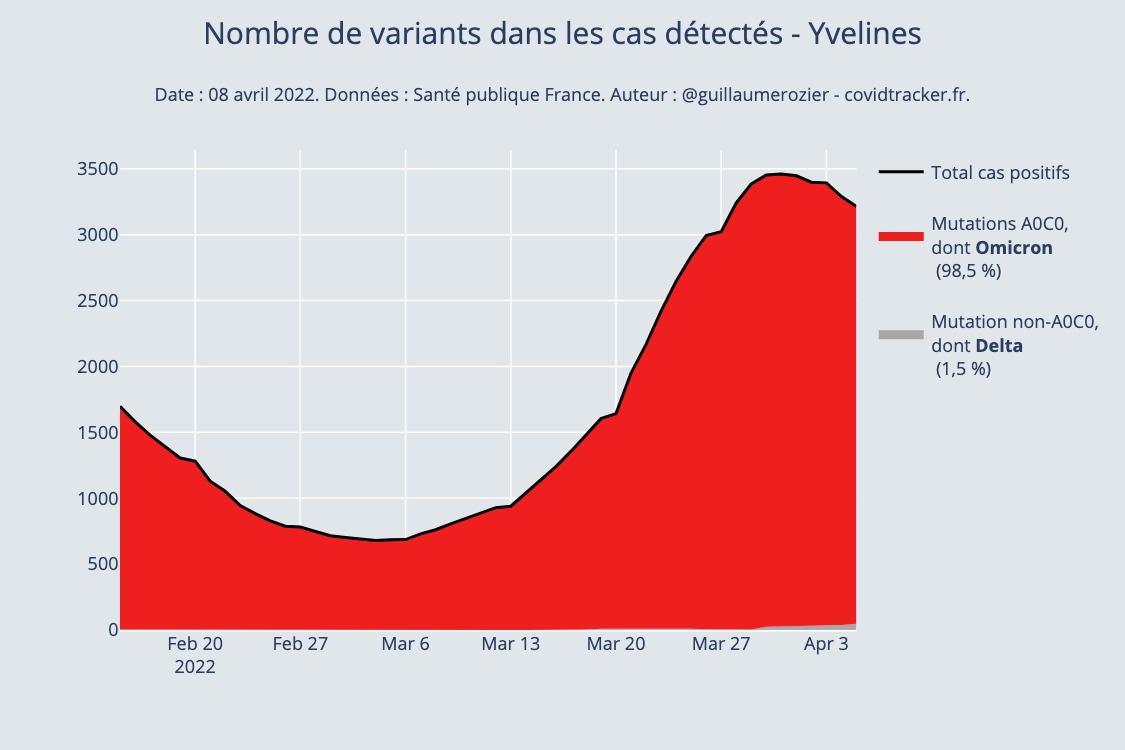 Nombre de variants dans les cas détectés - Yvelines
Date : 08 avril 2022. Données : Santé publique France. Auteur : @guillaumerozier - covidtracker.fr.
3500
3000
2500
2000
1500
1000
500
0
Feb 20
2022
Feb 27
Mar 6
Mar 13
Mar 20
Mar 27
Apr 3
Total cas positifs
Mutations A0C0,
dont Omicron
(98,5 %)
Mutation non-A0C0,
dont Delta
(1,5 %)